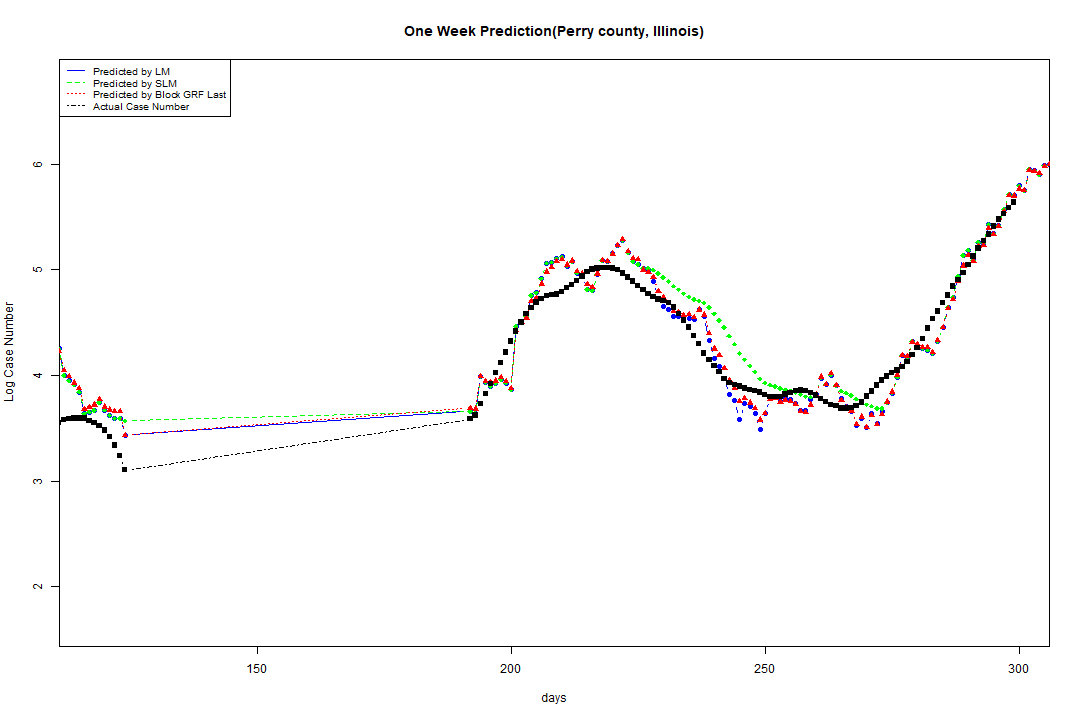 One Week Prediction(Perry county, Illinois)
Predicted by LM
Predicted by SLM
Predicted by Block GRF Last
Actual Case Number
6
5
4
3
2
Log Case Number
150 200 250 300
days